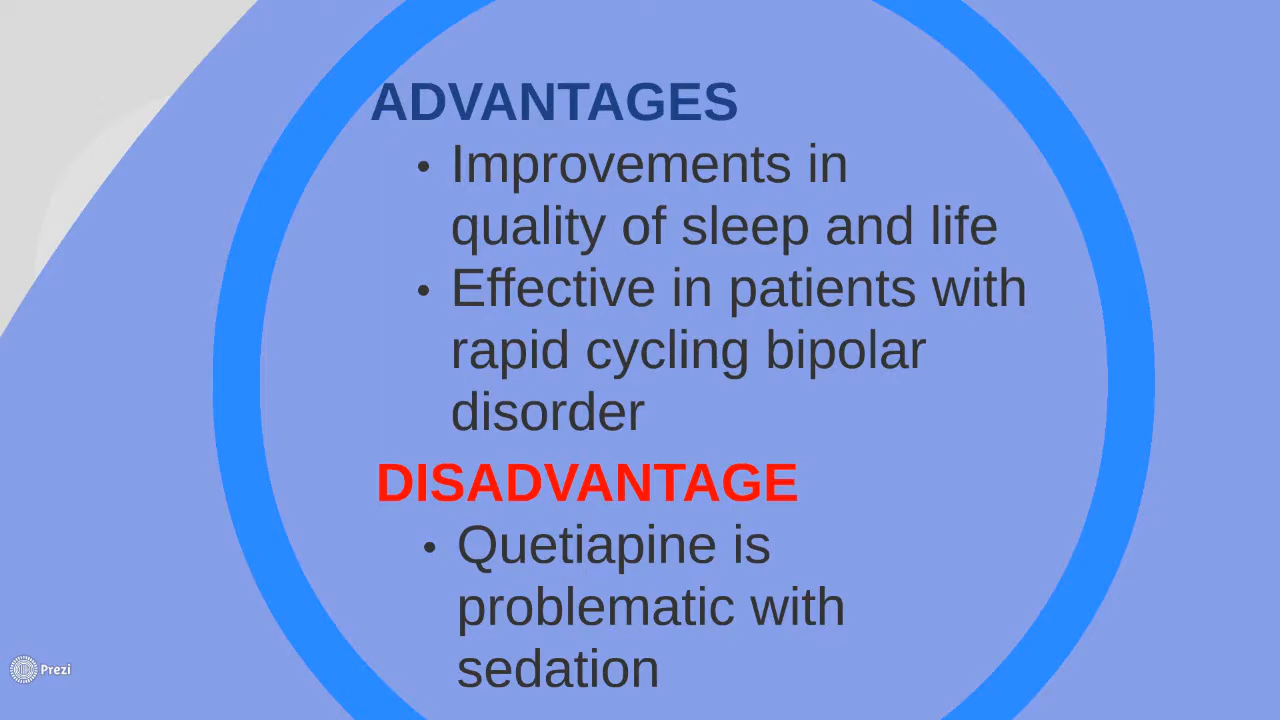 ADVANTAGES
• Improvements in
quality of sleep and life
• Effective in patients with
rapid cycling bipolar
disorder
DISADVANTAGE
• Quetiapine is
problematic with
sedation
Prezi